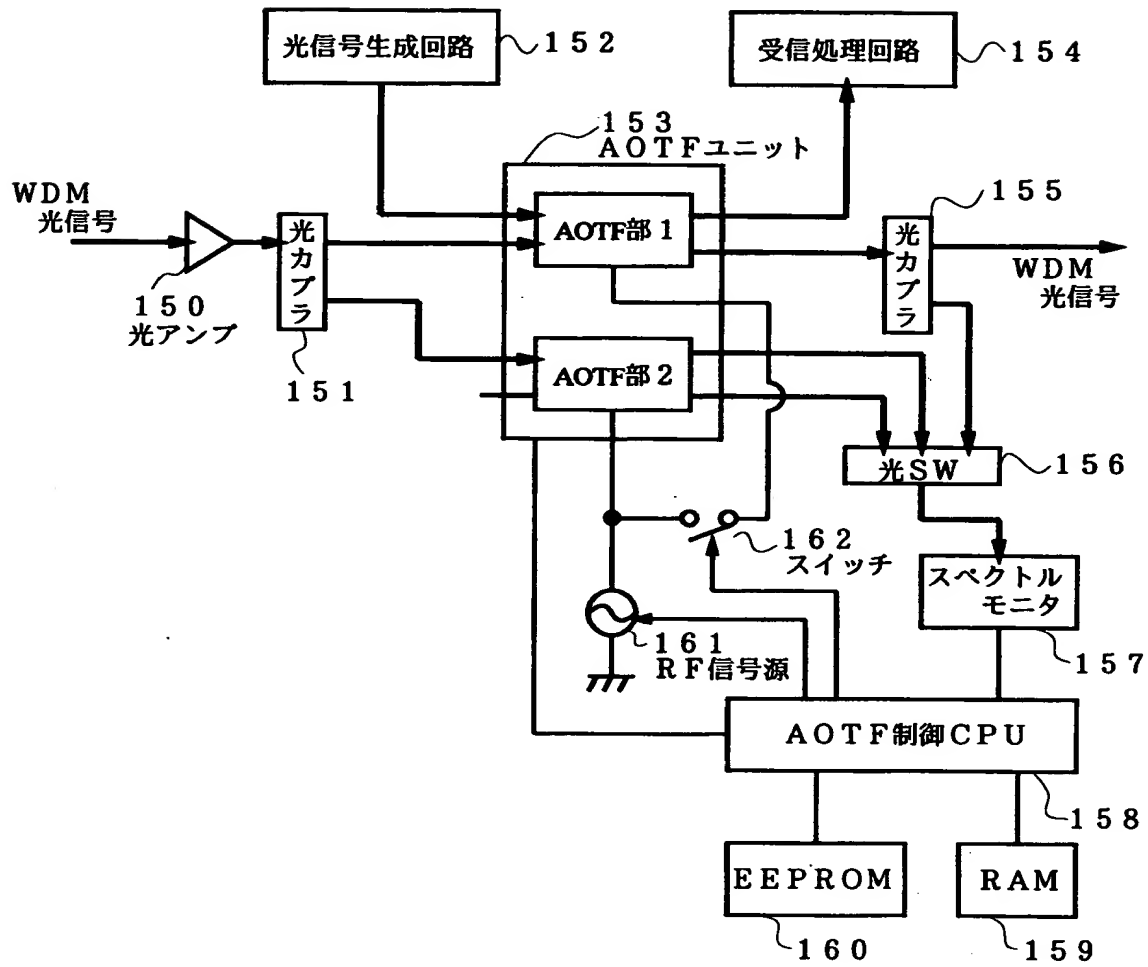 光信号生成回路
152
受信処理回路
154
153
AOTFユニット
WDM
光信号
150
光アンプ
光カプラ
151
AOTF部1
AOTF部2
155
光カプラ
WDM
光信号
光SW
156
162
スイッチ
スペクトル
モニタ
157
161
RF信号源
AOTF制御CPU
158
EEPROM
160
RAM
159